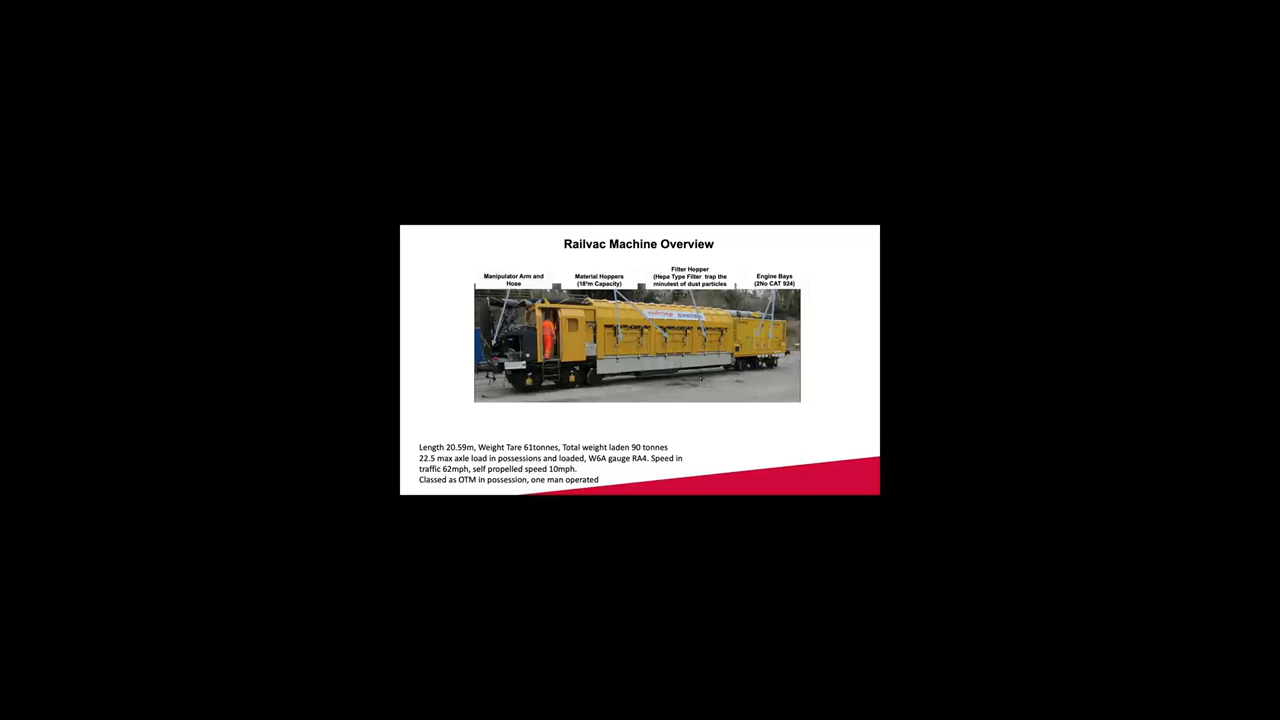 Railvac Machine Overview
Manipulator Arm and
Hose
Material Hoppers
(18³m Capacity)
Filter Hopper
(Hepa Type Filter trap the
minutest of dust particles
Engine Bays
(2No CAT 924)
RAILCARE SWEDEN
Length 20.59m, Weight Tare 61tonnes, Total weight laden 90 tonnes
22.5 max axle load in possessions and loaded, W6A gauge RA4. Speed in
traffic 62mph, self propelled speed 10mph.
Classed as OTM in possession, one man operated